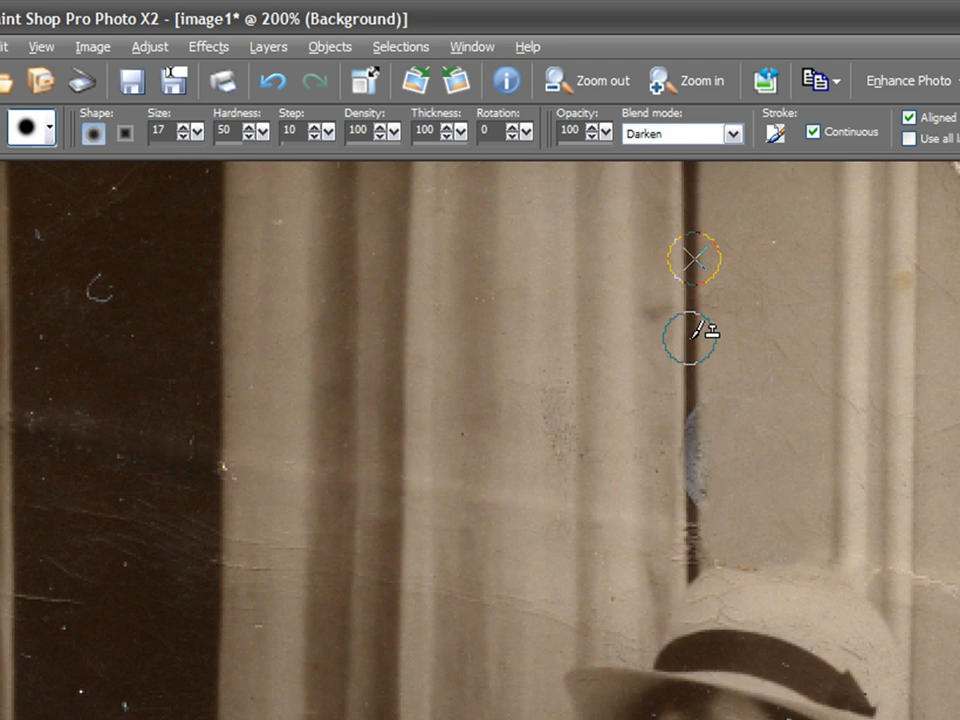 int Shop Pro Photo X2 - [image1* @ 200% (Background)]
it View Image Adjust Effects Layers Objects Selections Window Help
Zoom out Zoom in Enhance Photo
Shape: Size: Hardness: Step: Density: Thickness: Rotation: Opacity: Blend mode: Stroke:
17 50 10 100 100 0 100 Darken Continuous
Aligned
Use all l